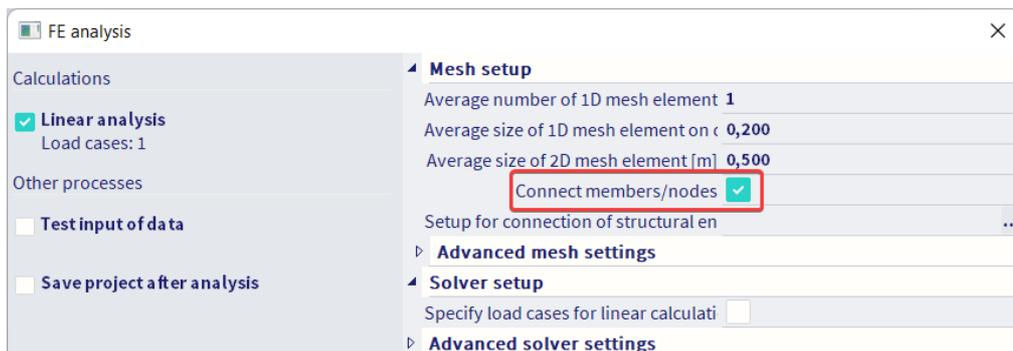 FE analysis
Calculations
Linear analysis
Load cases: 1
Other processes
Test input of data
Save project after analysis
Mesh setup
Average number of 1D mesh element 1
Average size of 1D mesh element on c 0,200
Average size of 2D mesh element [m] 0,500
Connect members/nodes
Setup for connection of structural en ..
Advanced mesh settings
Solver setup
Specify load cases for linear calculati
Advanced solver settings